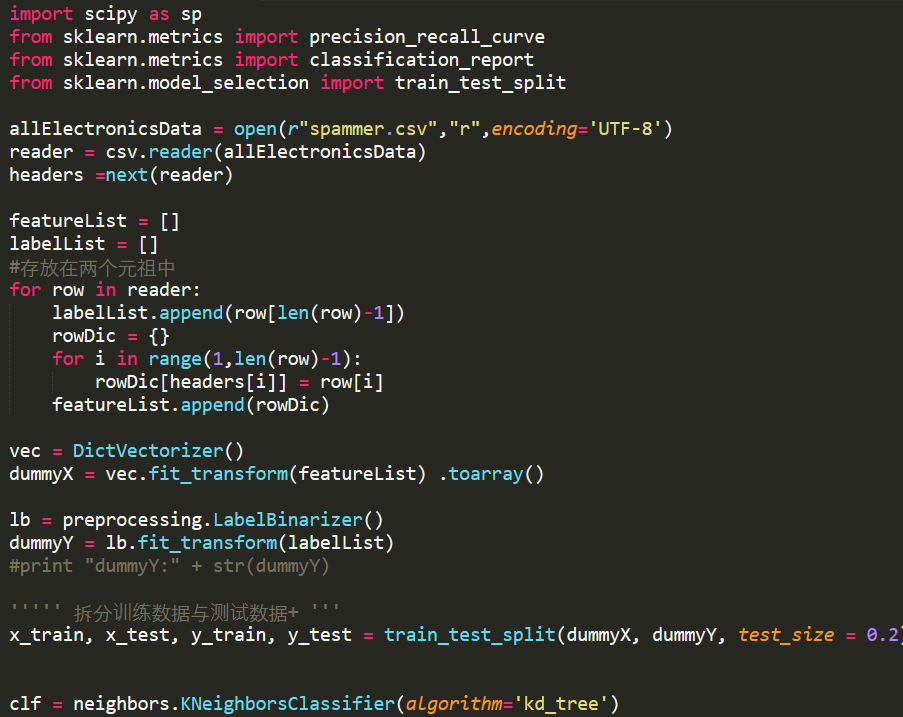 import scipy as sp
from sklearn.metrics import precision_recall_curve
from sklearn.metrics import classification_report
from sklearn.model_selection import train_test_split
allElectronicsData = open(r"spammer.csv","r",encoding='UTF-8')
reader = csv.reader(allElectronicsData)
headers =next(reader)
featureList = []
labelList = []
#存放在两个元祖中
for row in reader:
    labelList.append(row[len(row)-1])
    rowDic = {}
    for i in range(1,len(row)-1):
        rowDic[headers[i]] = row[i]
    featureList.append(rowDic)
vec = DictVectorizer()
dummyX = vec.fit_transform(featureList) .toarray()
lb = preprocessing.LabelBinarizer()
dummyY = lb.fit_transform(labelList)
#print "dummyY:" + str(dummyY)
''''' 拆分训练数据与测试数据+ '''
x_train, x_test, y_train, y_test = train_test_split(dummyX, dummyY, test_size = 0.2)
clf = neighbors.KNeighborsClassifier(algorithm='kd_tree')